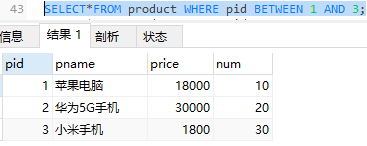 43 SELECT*FROM product WHERE pid BETWEEN 1 AND 3;
信息 结果 1 剖析 状态
pid pname price num
1 苹果电脑 18000 10
2 华为5G手机 30000 20
3 小米手机 1800 30